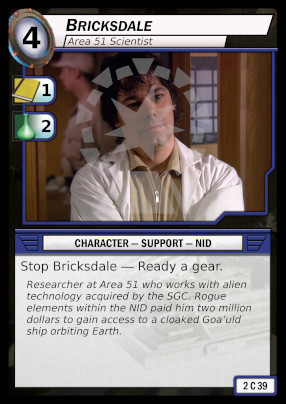 4
BRICKSDALE
Area 51 Scientist
1
2
CHARACTER – SUPPORT – NID
Stop Bricksdale — Ready a gear.
Researcher at Area 51 who works with alien
technology acquired by the SGC. Rogue
elements within the NID paid him two million
dollars to gain access to a cloaked Goa'uld
ship orbiting Earth.
2 C 39